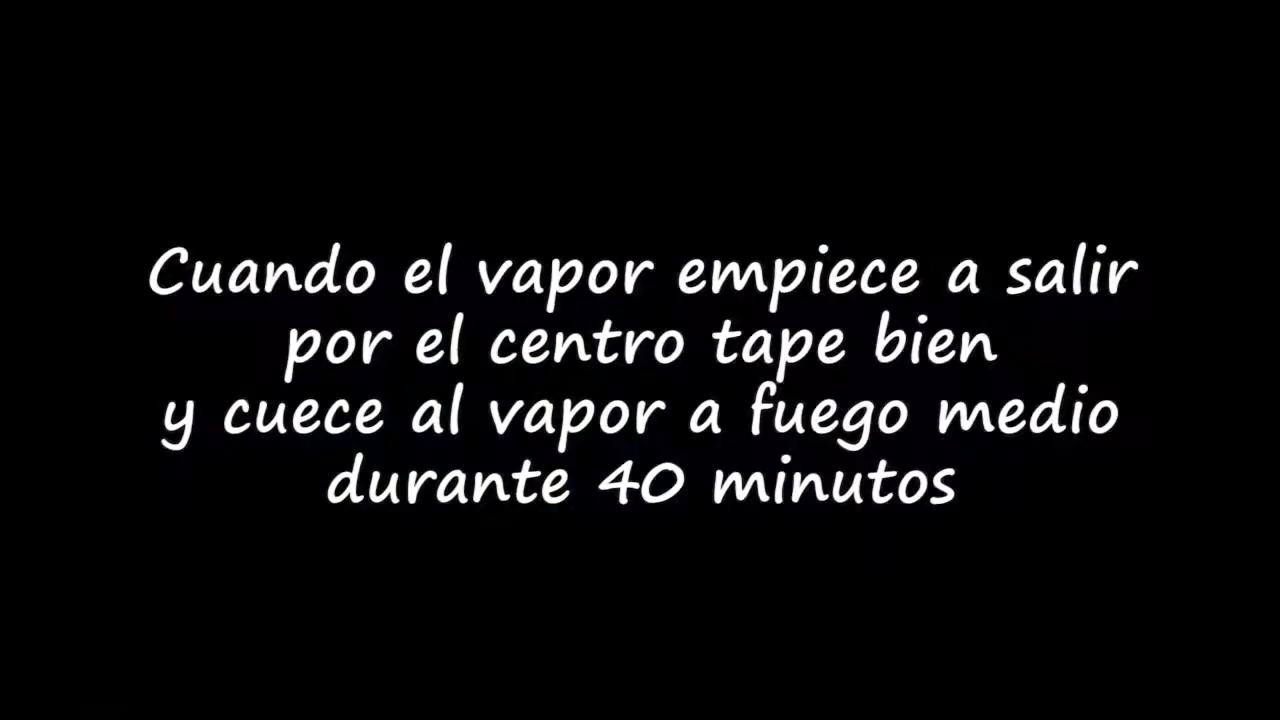 Cuando el vapor empiece a salir
por el centro tape bien
y cuece al vapor a fuego medio
durante 40 minutos